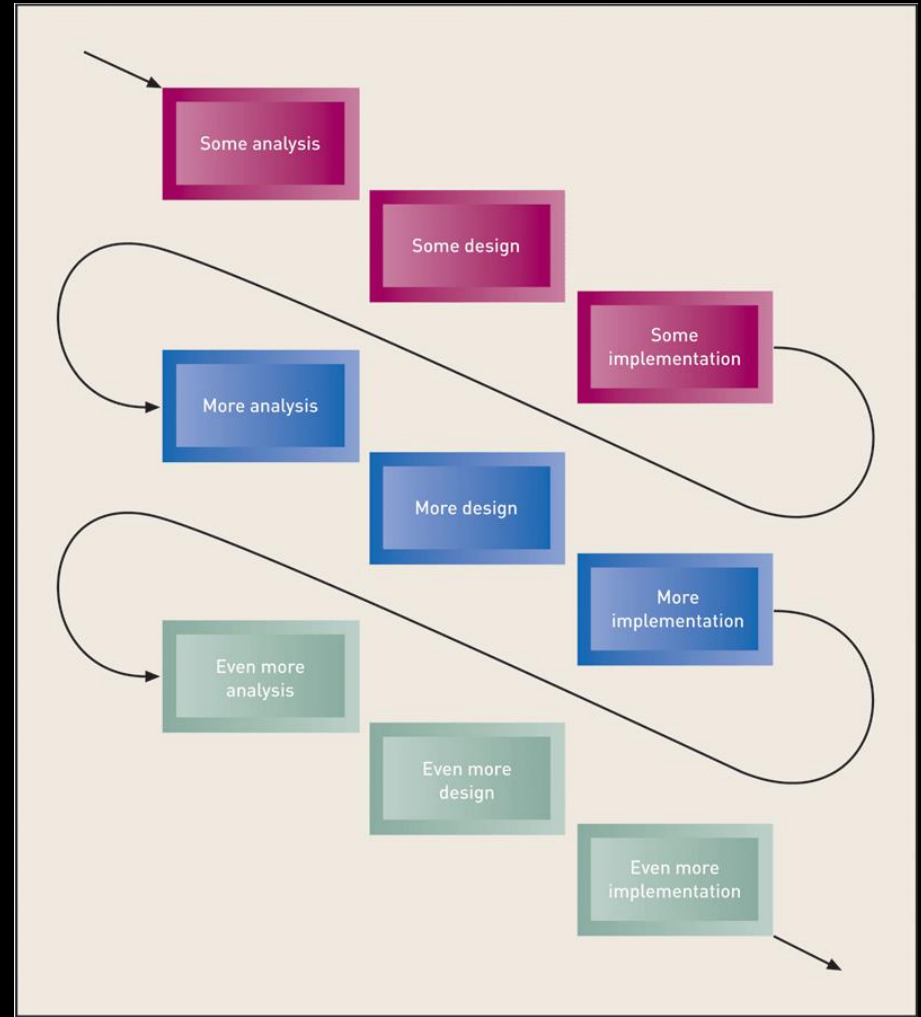 Some analysis
Some design
Some
implementation
More analysis
More design
More
implementation
Even more
analysis
Even more
design
Even more
implementation